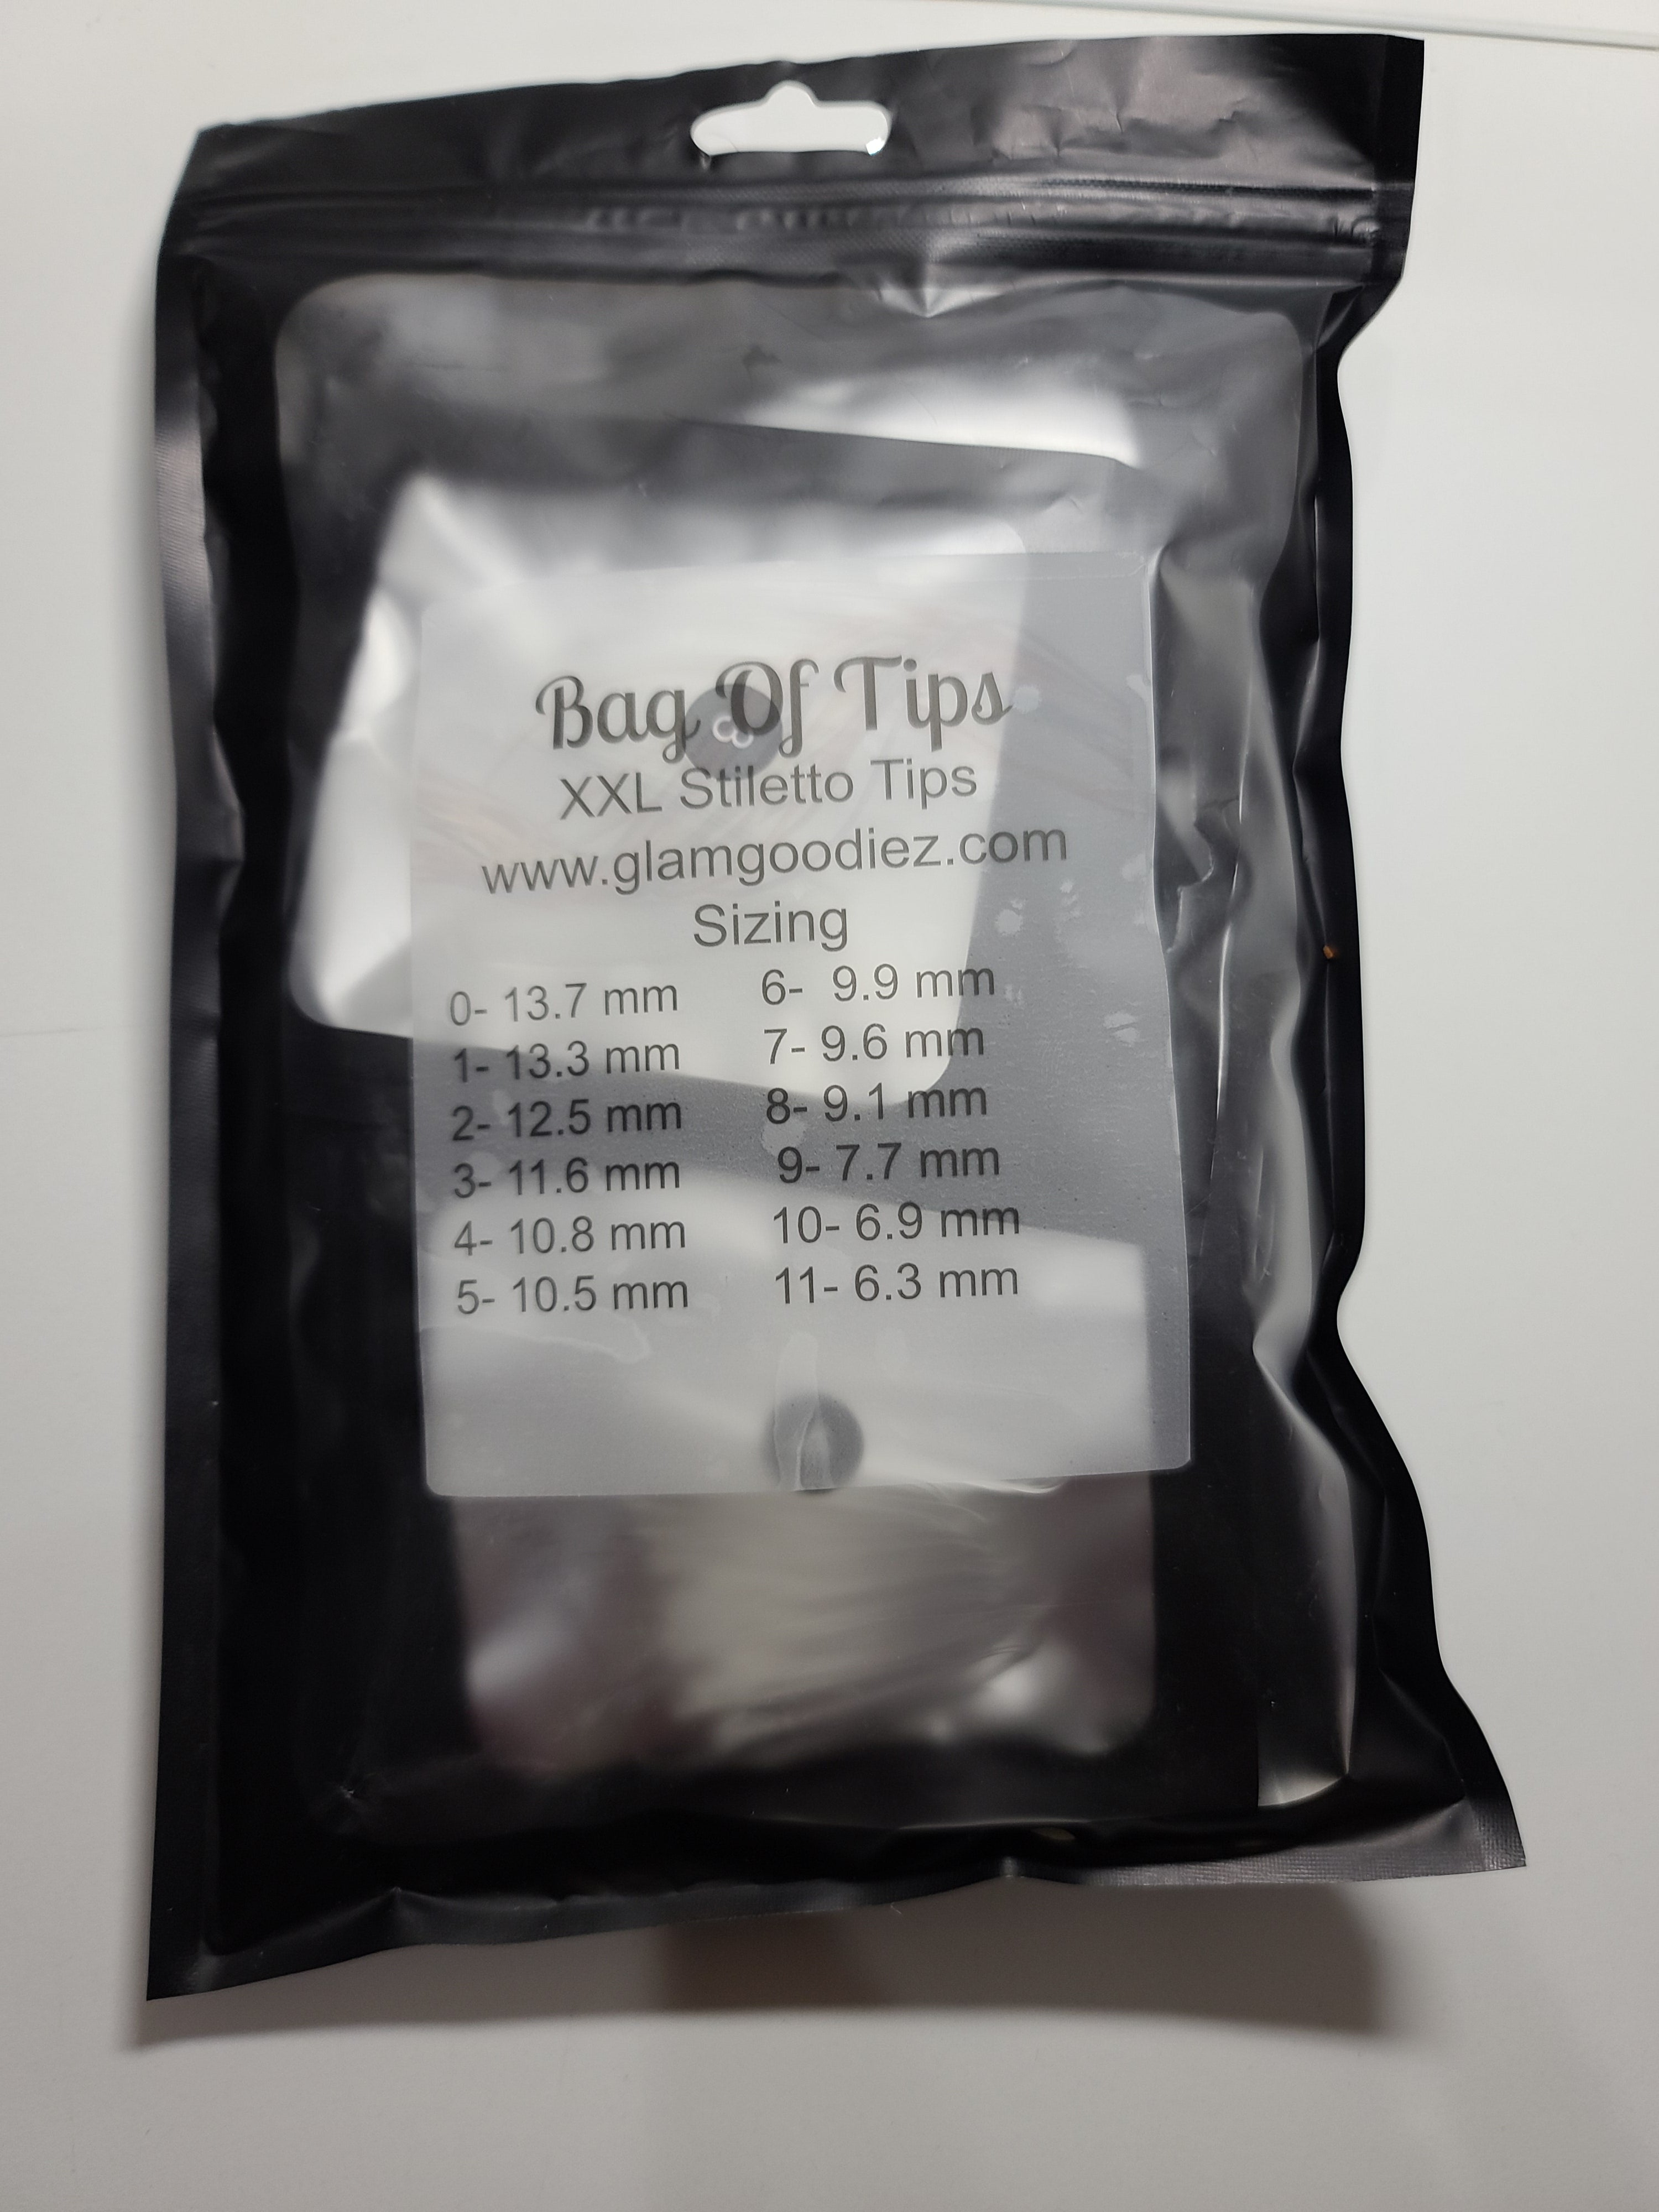 Bag Of Tips
XXL Stiletto Tips
www.glamgoodiez.com
Sizing
0- 13.7 mm
1- 13.3 mm
2- 12.5 mm
3- 11.6 mm
4- 10.8 mm
5- 10.5 mm
6- 9.9 mm
7- 9.6 mm
8- 9.1 mm
9- 7.7 mm
10- 6.9 mm
11- 6.3 mm